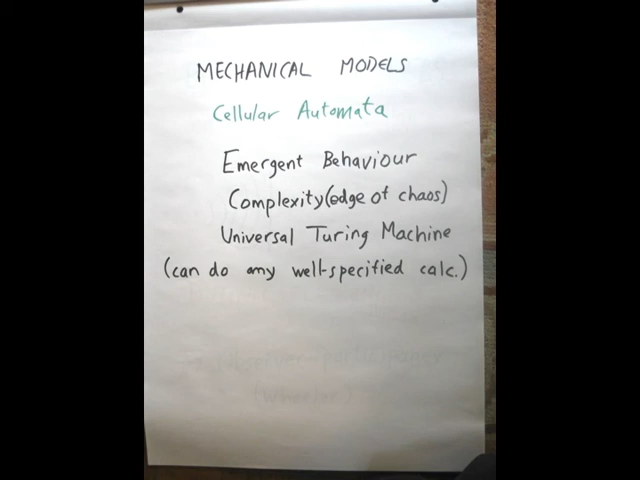 MECHANICAL MODELS
Cellular Automata
Emergent Behaviour
Complexity (edge of chaos)
Universal Turing Machine
(can do any well-specified calc.)
(Wheeler)